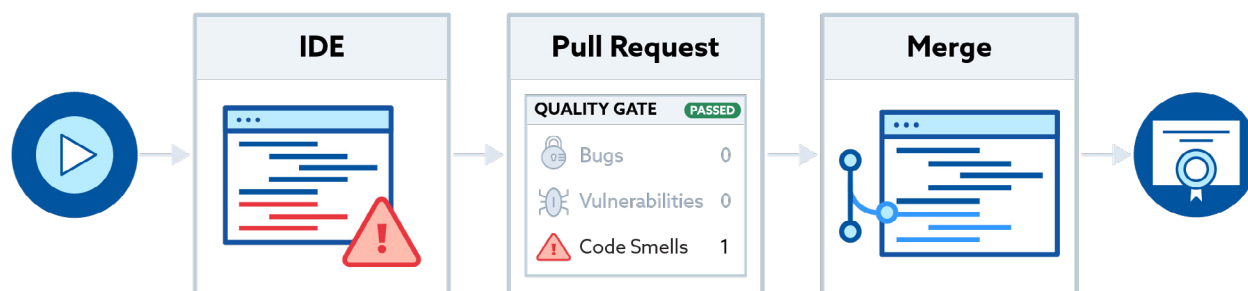 IDE
Pull Request
Merge
QUALITY GATE PASSED
Bugs 0
Vulnerabilities 0
Code Smells 1